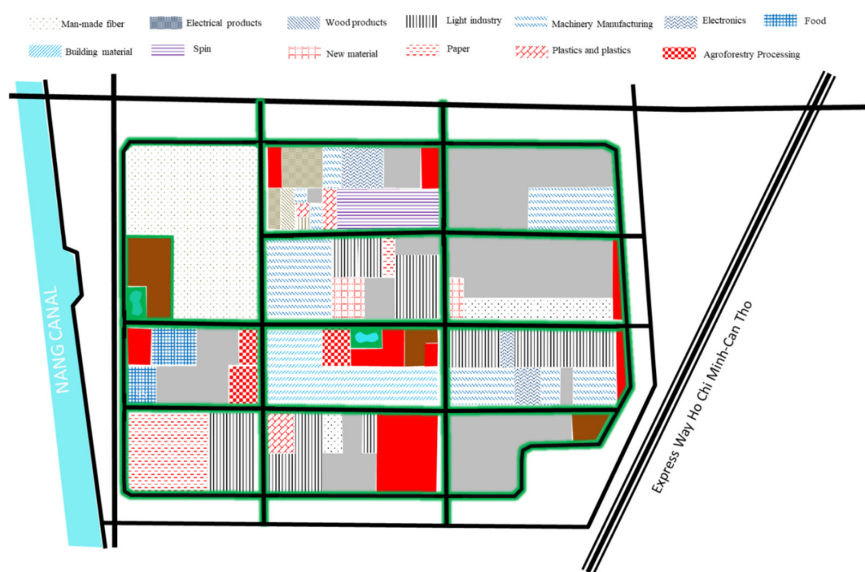 Man-made fiber
Electrical products
Wood products
Light industry
Machinery Manufacturing
Electronics
Food
Building material
Spin
New material
Paper
Plastics and plastics
Agroforestry Processing
NANG CANAL
Express Way Ho Chi Minh-Can Tho